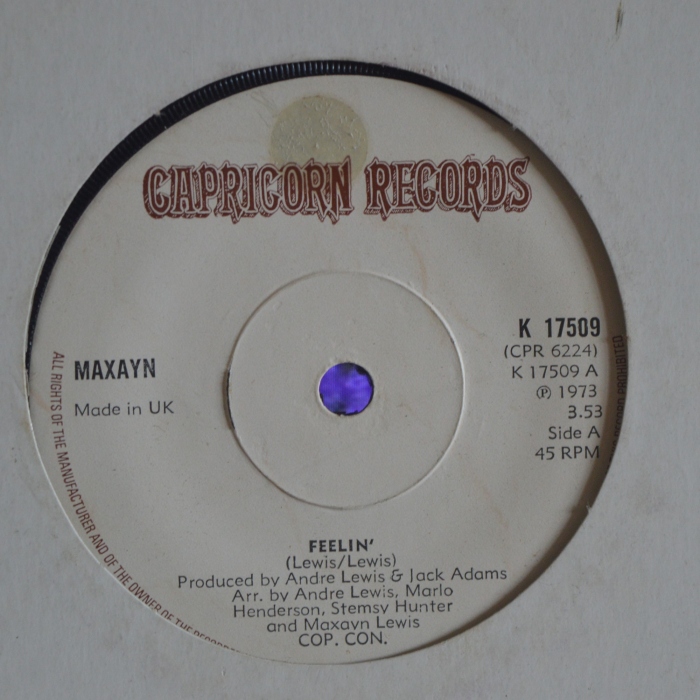 CAPRICORN RECORDS
K 17509
(CPR 6224)
K 17509 A
℗ 1973
3.53
Side A
45 RPM
MAXAYN
Made in UK
FEELIN'
(Lewis/Lewis)
Produced by Andre Lewis & Jack Adams
Arr. by Andre Lewis, Marlo
Henderson, Stemsy Hunter
and Maxayn Lewis
COP. CON.
ALL RIGHTS OF THE MANUFACTURER AND OF THE OWNER OF THE